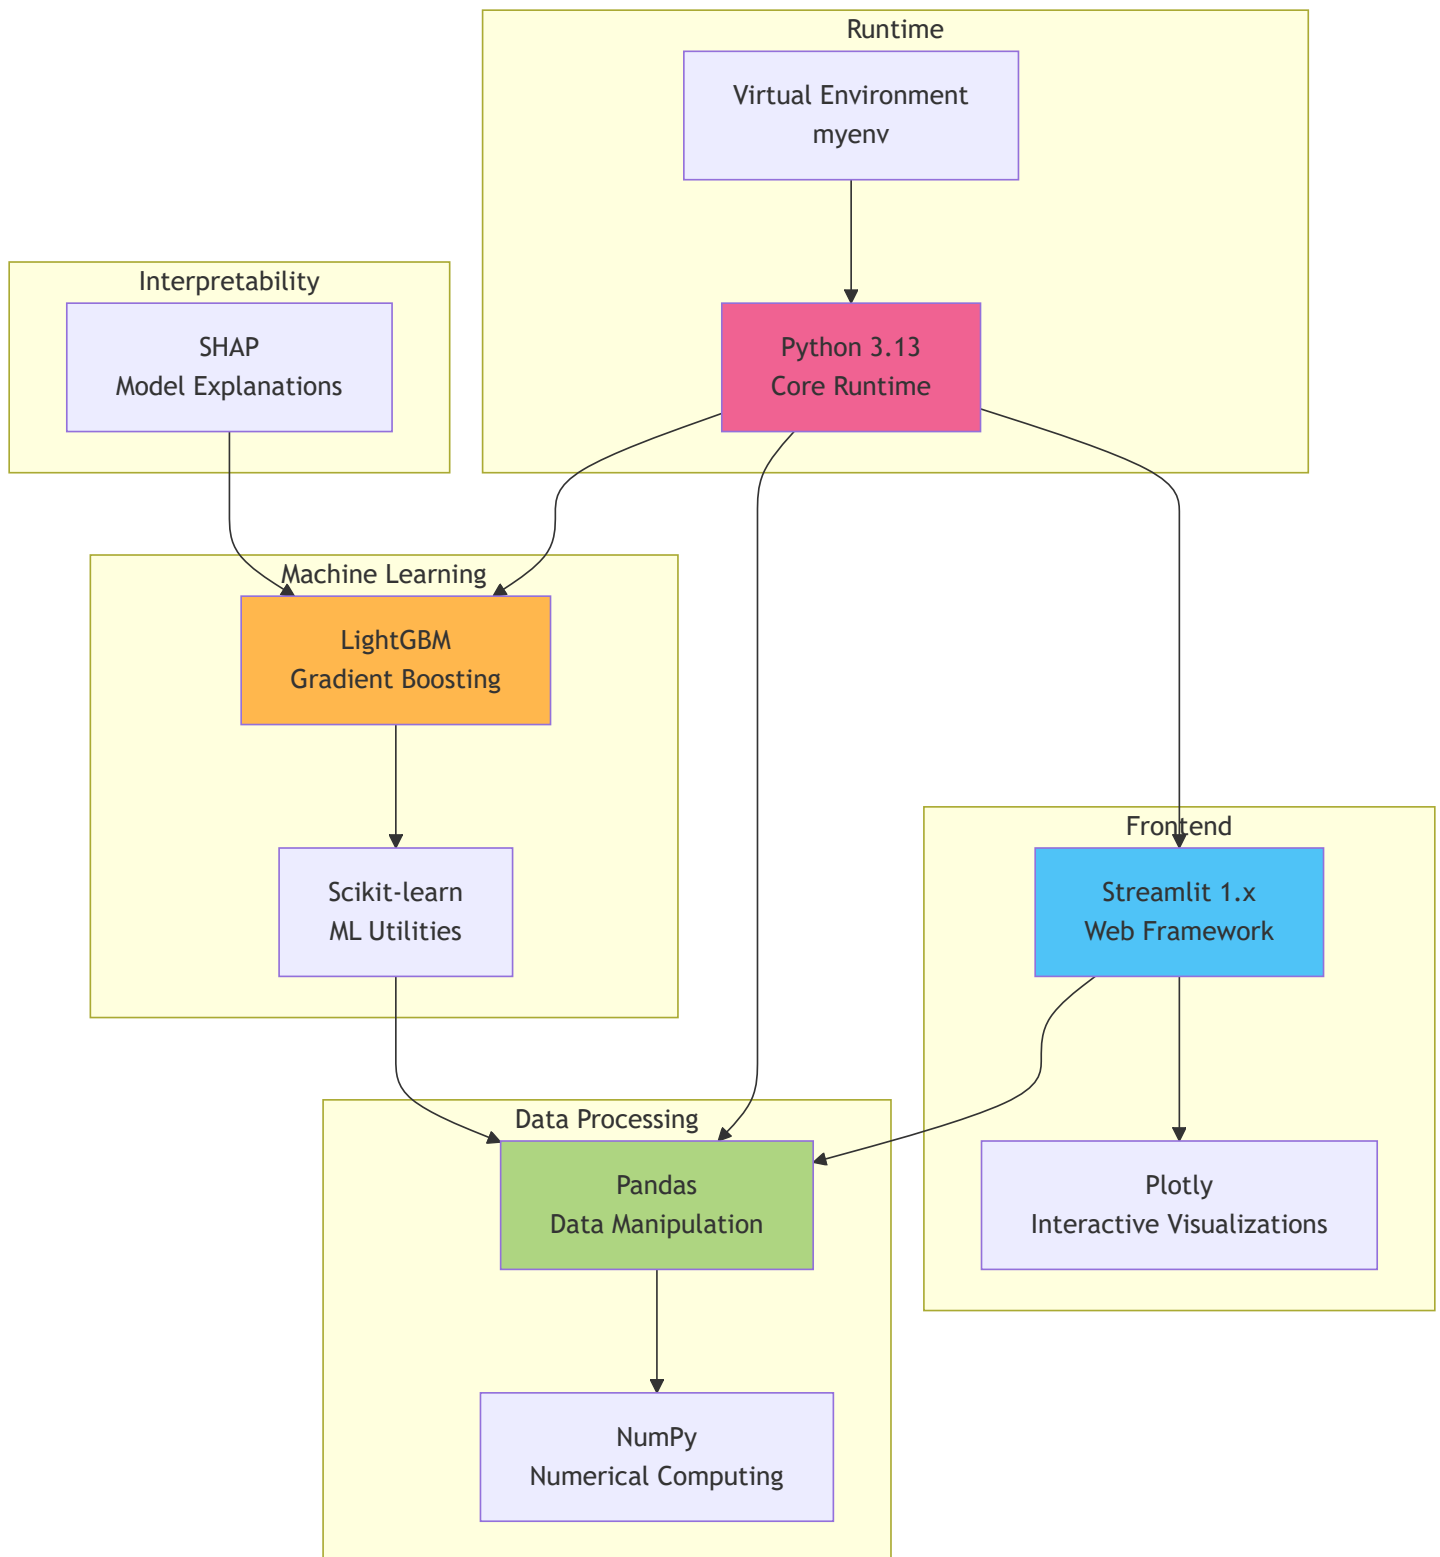 Runtime
Virtual Environment
myenv
Interpretability
SHAP
Model Explanations
Python 3.13
Core Runtime
Machine Learning
LightGBM
Gradient Boosting
Scikit-learn
ML Utilities
Frontend
Streamlit 1.x
Web Framework
Data Processing
Pandas
Data Manipulation
Plotly
Interactive Visualizations
NumPy
Numerical Computing